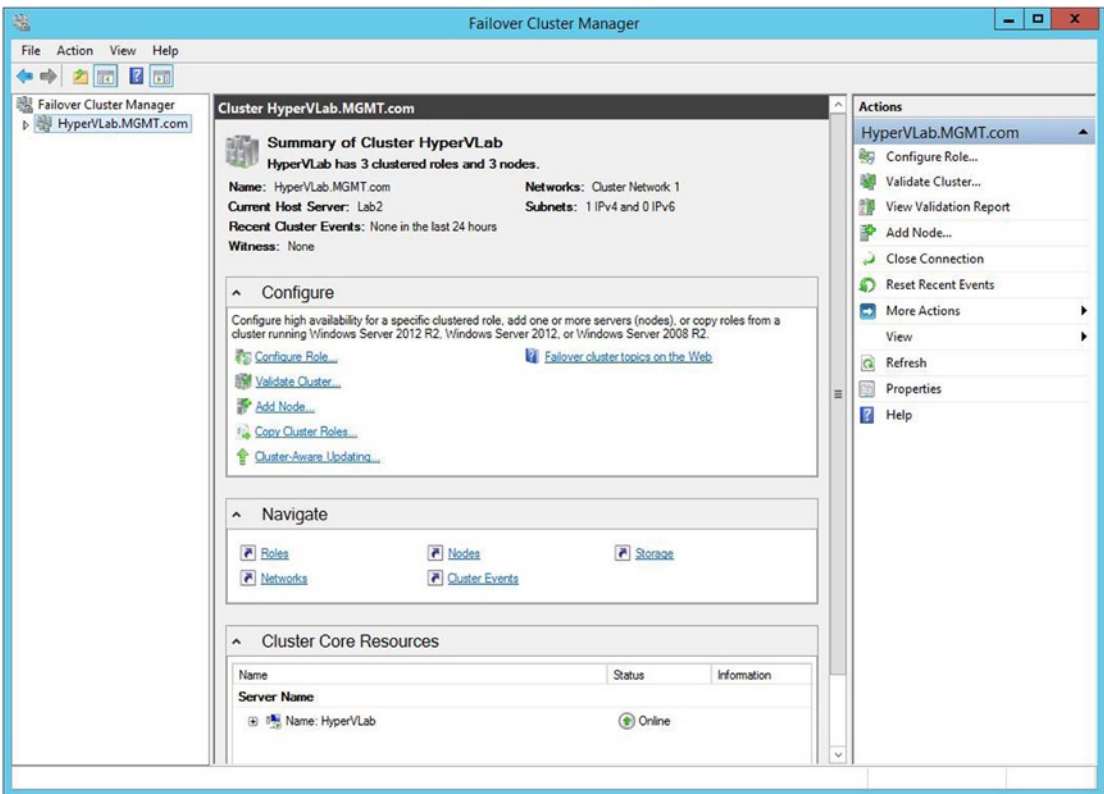 Failover Cluster Manager
File Action View Help
Failover Cluster Manager
HyperVLab.MGMT.com
Cluster HyperVLab.MGMT.com
Summary of Cluster HyperVLab
HyperVLab has 3 clustered roles and 3 nodes.
Name: HyperVLab.MGMT.com
Networks: Cluster Network 1
Current Host Server: Lab2
Subnets: 1 IPv4 and 0 IPv6
Recent Cluster Events: None in the last 24 hours
Witness: None
Configure
Configure high availability for a specific clustered role, add one or more servers (nodes), or copy roles from a
cluster running Windows Server 2012 R2, Windows Server 2012, or Windows Server 2008 R2.
Configure Role...
Failover cluster topics on the Web
Validate Cluster...
Add Node...
Copy Cluster Roles...
Cluster-Aware Updating...
Navigate
Roles
Nodes
Storage
Networks
Cluster Events
Cluster Core Resources
Name Status Information
Server Name
Name: HyperVLab Online
Actions
HyperVLab.MGMT.com
Configure Role...
Validate Cluster...
View Validation Report
Add Node...
Close Connection
Reset Recent Events
More Actions
View
Refresh
Properties
Help